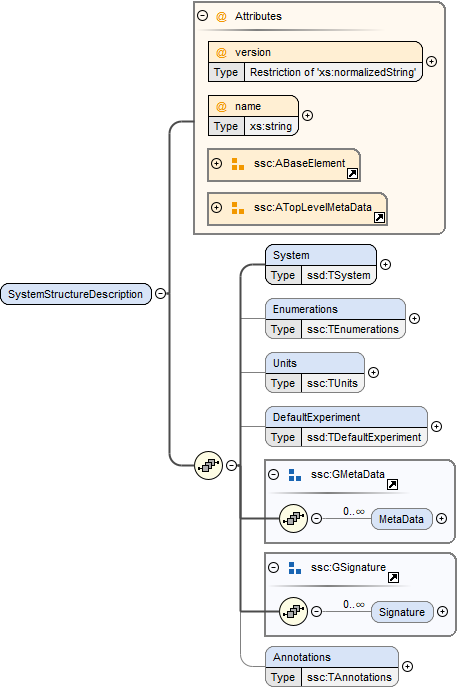 @ Attributes
@ version
Type Restriction of 'xs:normalizedString'
@ name
Type xs:string
ssc:ABaseElement
ssc:ATopLevelMetaData
SystemStructureDescription
System
Type ssd:TSystem
Enumerations
Type ssc:TEnumerations
Units
Type ssc:TUnits
DefaultExperiment
Type ssd:TDefaultExperiment
ssc:GMetaData
0..∞
MetaData
ssc:GSignature
0..∞
Signature
Annotations
Type ssc:TAnnotations